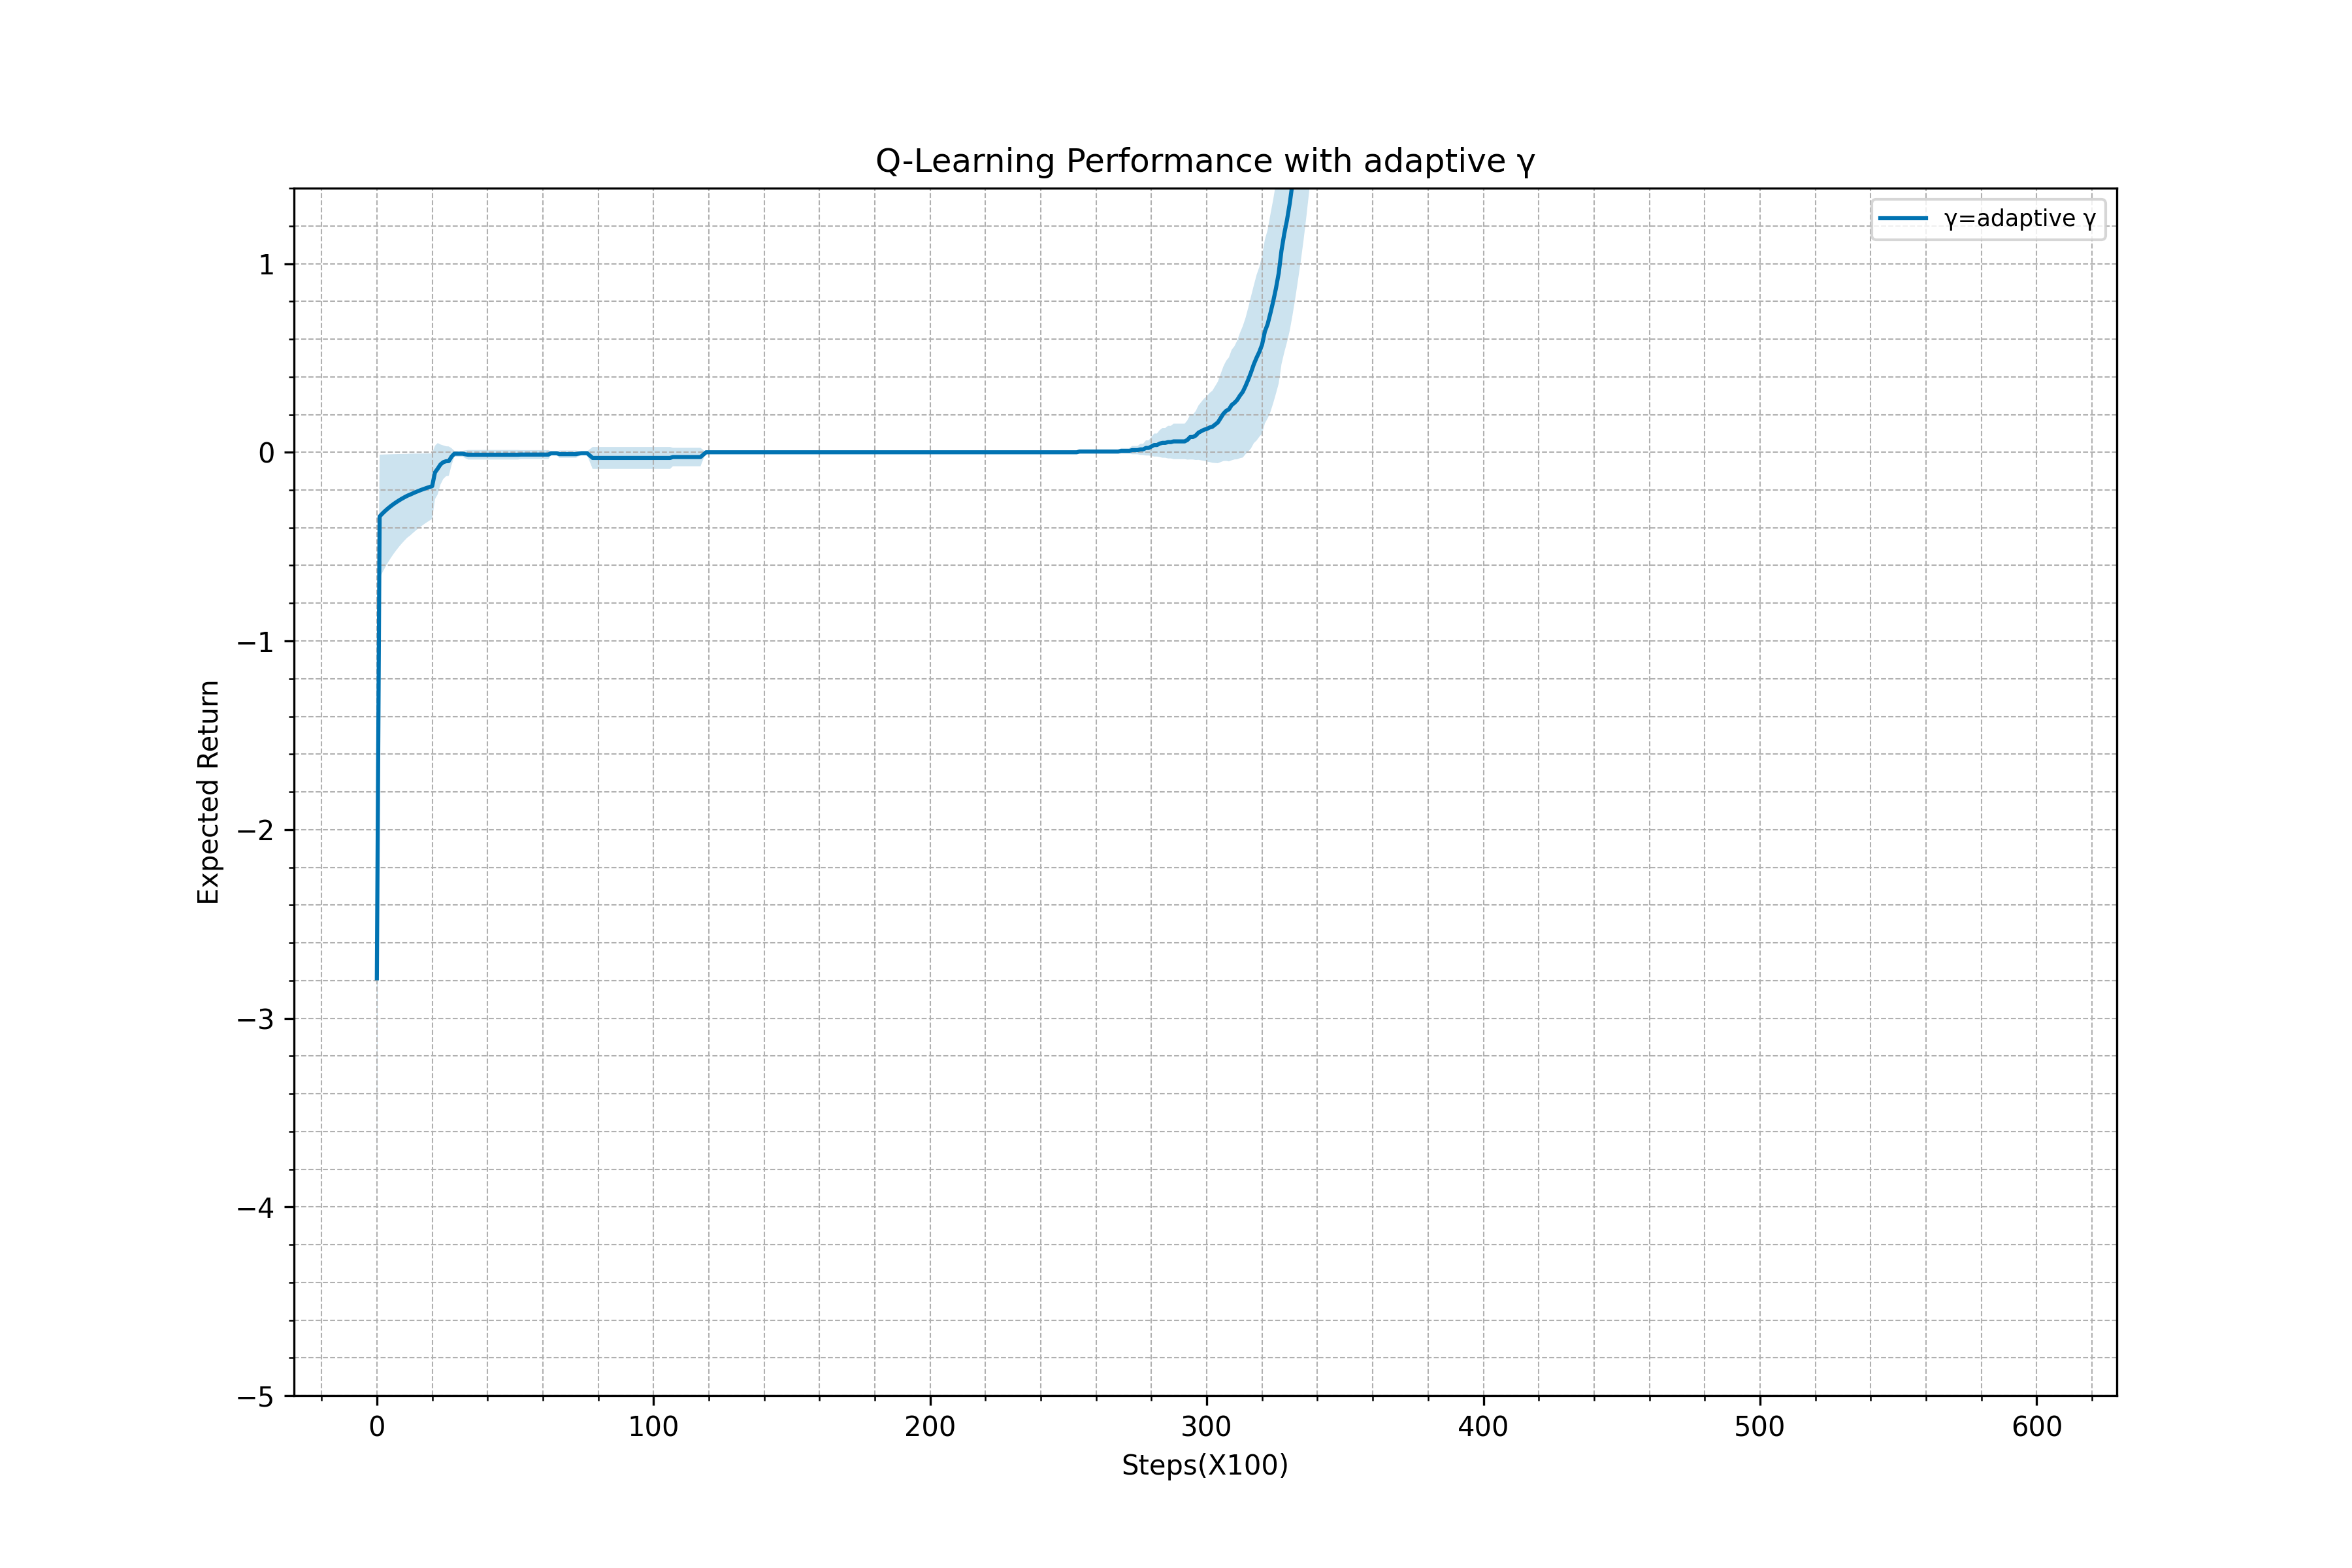 Q-Learning Performance with adaptive γ
γ=adaptive γ
Expected Return
1
0
−1
−2
−3
−4
−5
0 100 200 300 400 500 600
Steps(X100)